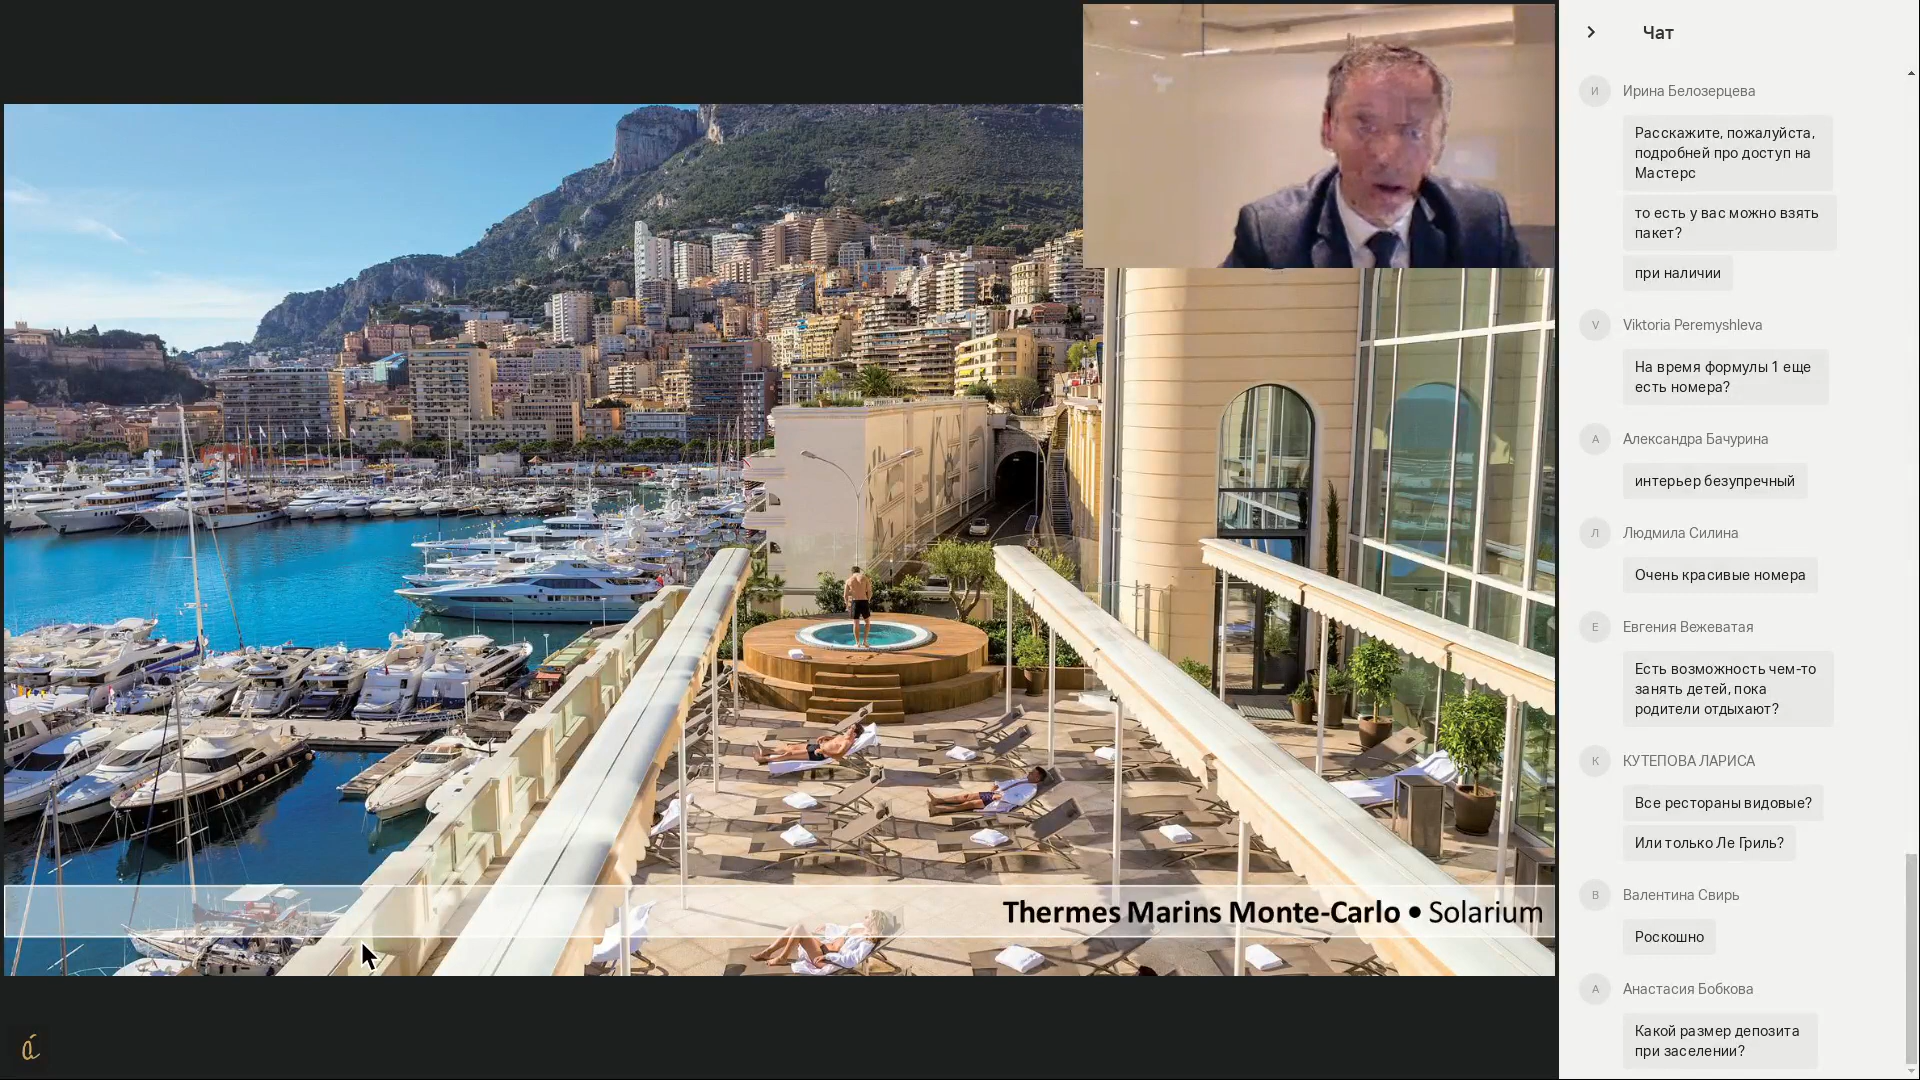 Thermes Marins Monte-Carlo • Solarium
á
Чат
И
Ирина Белозерцева
Расскажите, пожалуйста,
подробней про доступ на
Мастерс
то есть у вас можно взять
пакет?
при наличии
V
Viktoria Peremyshleva
На время формулы 1 еще
есть номера?
А
Александра Бачурина
интерьер безупречный
Л
Людмила Силина
Очень красивые номера
Е
Евгения Вежеватая
Есть возможность чем-то
занять детей, пока
родители отдыхают?
К
КУТЕПОВА ЛАРИСА
Все рестораны видовые?
Или только Ле Гриль?
В
Валентина Свирь
Роскошно
А
Анастасия Бобкова
Какой размер депозита
при заселении?